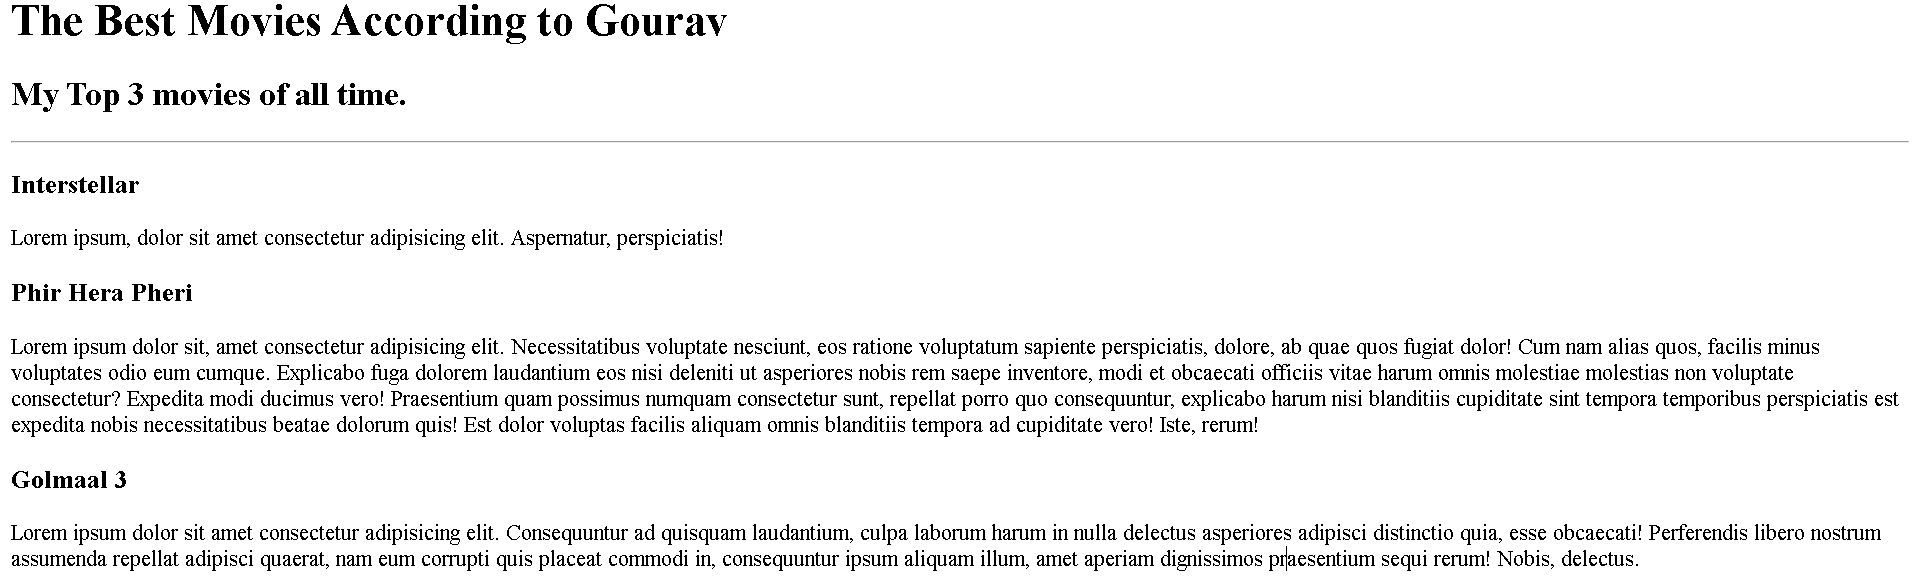 The Best Movies According to Gourav
My Top 3 movies of all time.
Interstellar
Lorem ipsum, dolor sit amet consectetur adipisicing elit. Aspernatur, perspiciatis!
Phir Hera Pheri
Lorem ipsum dolor sit, amet consectetur adipisicing elit. Necessitatibus voluptate nesciunt, eos ratione voluptatum sapiente perspiciatis, dolore, ab quae quos fugiat dolor! Cum nam alias quos, facilis minus
voluptates odio eum cumque. Explicabo fuga dolorem laudantium eos nisi deleniti ut asperiores nobis rem saepe inventore, modi et obcaecati officiis vitae harum omnis molestiae molestias non voluptate
consectetur? Expedita modi ducimus vero! Praesentium quam possimus numquam consectetur sunt, repellat porro quo consequuntur, explicabo harum nisi blanditiis cupiditate sint tempora temporibus perspiciatis est
expedita nobis necessitatibus beatae dolorum quis! Est dolor voluptas facilis aliquam omnis blanditiis tempora ad cupiditate vero! Iste, rerum!
Golmaal 3
Lorem ipsum dolor sit amet consectetur adipisicing elit. Consequuntur ad quisquam laudantium, culpa laborum harum in nulla delectus asperiores adipisci distinctio quia, esse obcaecati! Perferendis libero nostrum
assumenda repellat adipisci quaerat, nam eum corrupti quis placeat commodi in, consequuntur ipsum aliquam illum, amet aperiam dignissimos praesentium sequi rerum! Nobis, delectus.